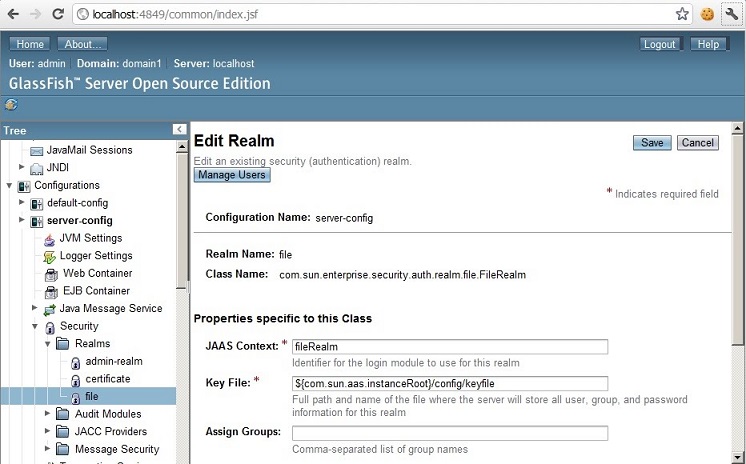 localhost:4849/common/index.jsf
Home About... Logout Help
User: admin Domain: domain1 Server: localhost
GlassFish™ Server Open Source Edition
Tree
JavaMail Sessions
JNDI
Configurations
default-config
server-config
JVM Settings
Logger Settings
Web Container
EJB Container
Java Message Service
Security
Realms
admin-realm
certificate
file
Audit Modules
JACC Providers
Message Security
Edit Realm
Save Cancel
Edit an existing security (authentication) realm.
Manage Users
* Indicates required field
Configuration Name: server-config
Realm Name: file
Class Name: com.sun.enterprise.security.auth.realm.file.FileRealm
Properties specific to this Class
JAAS Context: * fileRealm
Identifier for the login module to use for this realm
Key File: * ${com.sun.aas.instanceRoot}/config/keyfile
Full path and name of the file where the server will store all user, group, and password
information for this realm
Assign Groups:
Comma-separated list of group names